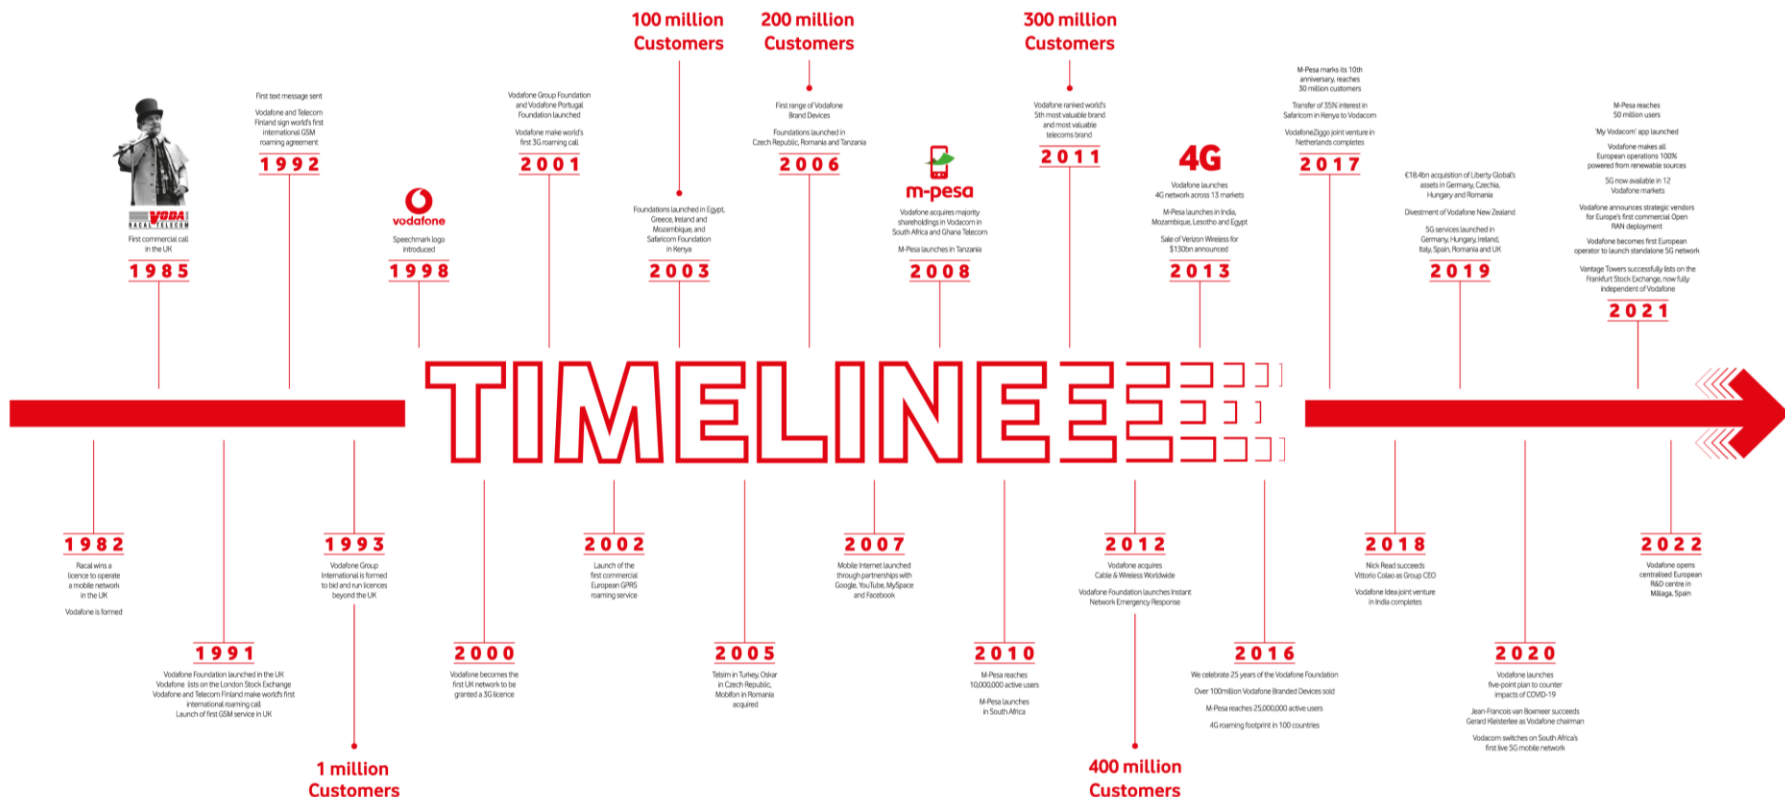 100 million
Customers
200 million
Customers
300 million
Customers
VODA
RACAL TELECOM
First commercial call
in the UK
1985
First text message sent
Vodafone and Telecom
Finland sign world's first
international GSM
roaming agreement
1992
vodafone
Speechmark logo
introduced
1998
Vodafone Group Foundation
and Vodafone Portugal
Foundation launched
Vodafone make world's
first 3G roaming call
2001
Foundations launched in Egypt,
Greece, Ireland and
Mozambique, and
Safaricom Foundation
in Kenya
2003
First range of Vodafone
Brand Devices
Foundations launched in
Czech Republic, Romania and Tanzania
2006
m-pesa
Vodafone acquires majority
shareholdings in Vodacom in
South Africa and Ghana Telecom
M-Pesa launches in Tanzania
2008
Vodafone ranked world's
5th most valuable brand
and most valuable
telecoms brand
2011
4G
Vodafone launches
4G network across 13 markets
M-Pesa launches in India,
Mozambique, Lesotho and Egypt
Sale of Verizon Wireless for
$130bn announced
2013
M-Pesa marks its 10th
anniversary, reaches
30 million customers
Transfer of 35% interest in
Safaricom in Kenya to Vodacom
VodafoneZiggo joint venture in
Netherlands completes
2017
€18.4bn acquisition of Liberty Global's
assets in Germany, Czechia,
Hungary and Romania
Divestment of Vodafone New Zealand
5G services launched in
Germany, Hungary, Ireland,
Italy, Spain, Romania and UK
2019
M-Pesa reaches
50 million users
'My Vodacom' app launched
Vodafone makes all
European operations 100%
powered from renewable sources
5G now available in 12
Vodafone markets
Vodafone announces strategic vendors
for Europe's first commercial Open
RAN deployment
Vodafone becomes first European
operator to launch standalone 5G network
Vantage Towers successfully lists on the
Frankfurt Stock Exchange, now fully
independent of Vodafone
2021
TIMELINE
1982
Racal wins a
licence to operate
a mobile network
in the UK
Vodafone is formed
1991
Vodafone Foundation launched in the UK
Vodafone lists on the London Stock Exchange
Vodafone and Telecom Finland make world's first
international roaming call
Launch of first GSM service in UK
1993
Vodafone Group
International is formed
to bid and run licences
beyond the UK
1 million
Customers
2000
Vodafone becomes the
first UK network to be
granted a 3G licence
2002
Launch of the
first commercial
European GPRS
roaming service
2005
Telsim in Turkey, Oskar
in Czech Republic,
Mobifon in Romania
acquired
2007
Mobile Internet launched
through partnerships with
Google, YouTube, MySpace
and Facebook
2010
M-Pesa reaches
10,000,000 active users
M-Pesa launches
in South Africa
2012
Vodafone acquires
Cable & Wireless Worldwide
Vodafone Foundation launches Instant
Network Emergency Response
400 million
Customers
2016
We celebrate 25 years of the Vodafone Foundation
Over 100million Vodafone Branded Devices sold
M-Pesa reaches 25,000,000 active users
4G roaming footprint in 100 countries
2018
Nick Read succeeds
Vittorio Colao as Group CEO
Vodafone Idea joint venture
in India completes
2020
Vodafone launches
five-point plan to counter
impacts of COVID-19
Jean-Francois van Boxmeer succeeds
Gerard Kleisterlee as Vodafone chairman
Vodacom switches on South Africa's
first live 5G mobile network
2022
Vodafone opens
centralised European
R&D centre in
Málaga, Spain